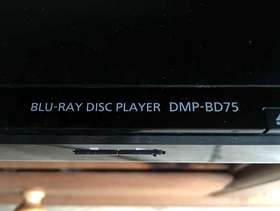 BLU-RAY DISC PLAYER DMP-BD75